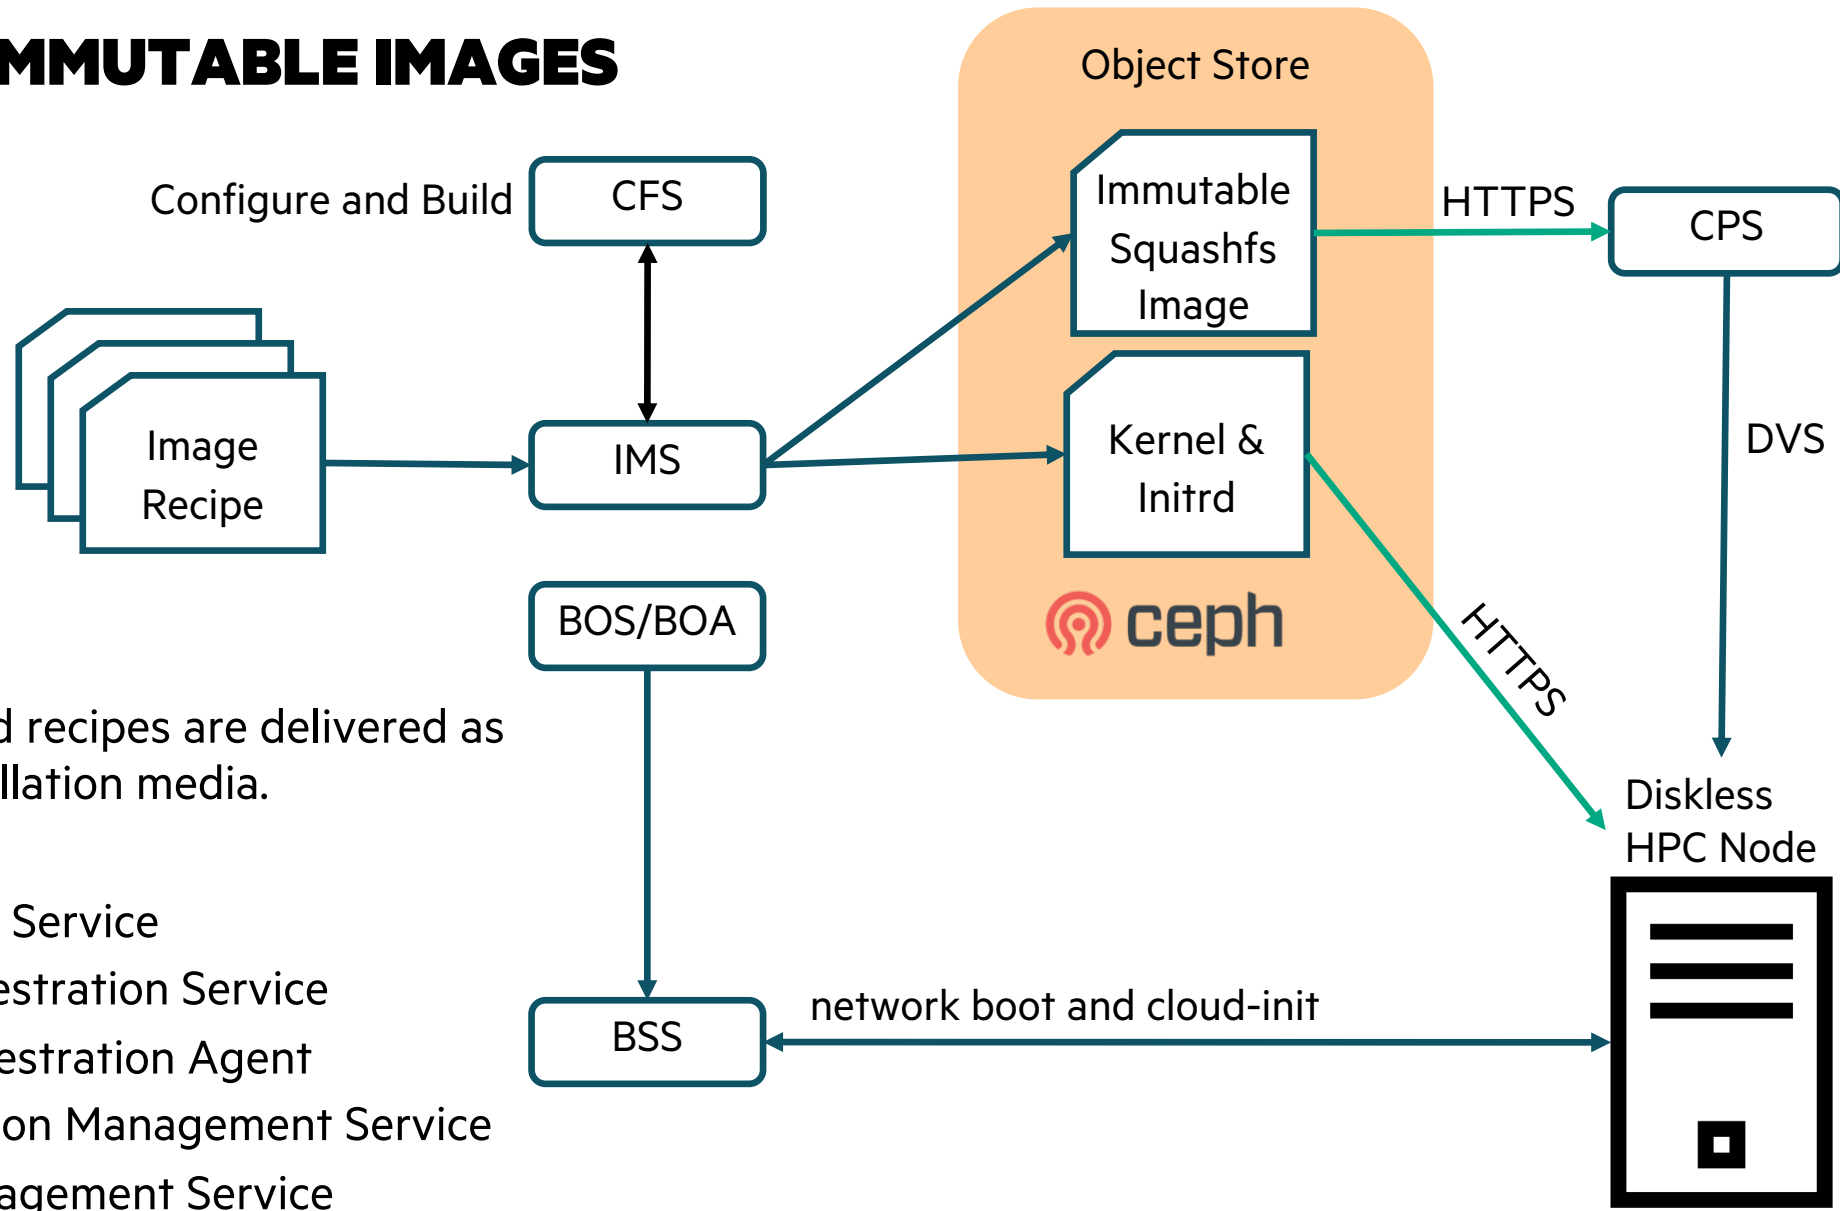 MMUTABLE IMAGES
Object Store
Configure and Build
CFS
Immutable
Squashfs
Image
HTTPS
CPS
Image
Recipe
IMS
Kernel &
Initrd
DVS
BOS/BOA
ceph
HTTPS
d recipes are delivered as
llation media.
Diskless
HPC Node
Service
estration Service
network boot and cloud-init
BSS
estration Agent
on Management Service
agement Service